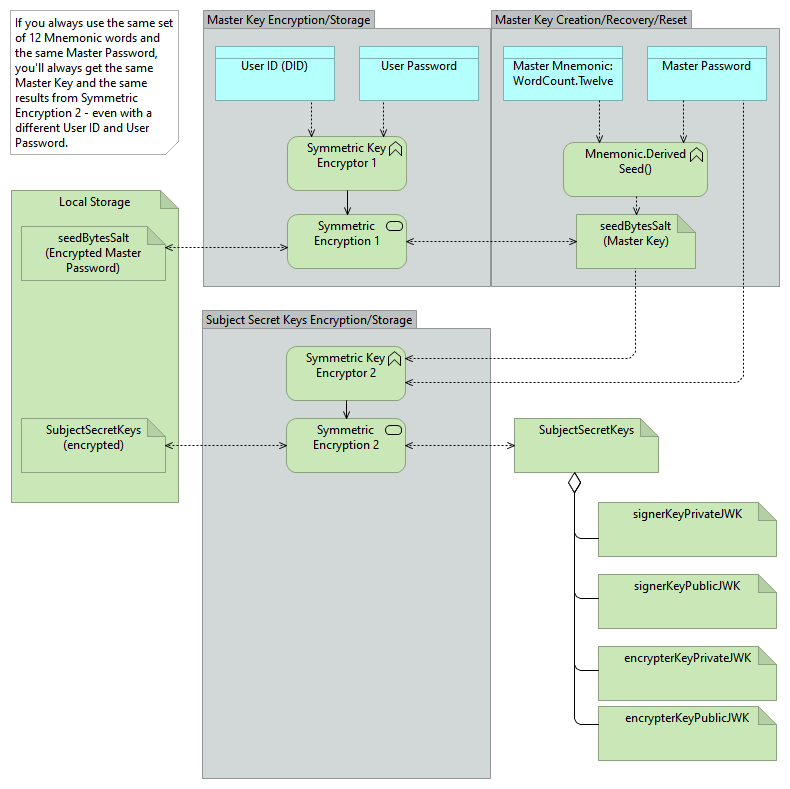 If you always use the same set
of 12 Mnemonic words and
the same Master Password,
you'll always get the same
Master Key and the same
results from Symmetric
Encryption 2 - even with a
different User ID and User
Password.
Master Key Encryption/Storage
User ID (DID)
User Password
Symmetric Key
Encryptor 1
Symmetric
Encryption 1
Master Key Creation/Recovery/Reset
Master Mnemonic:
WordCount.Twelve
Master Password
Mnemonic.Derived
Seed()
seedBytesSalt
(Master Key)
Local Storage
seedBytesSalt
(Encrypted Master
Password)
SubjectSecretKeys
(encrypted)
Subject Secret Keys Encryption/Storage
Symmetric Key
Encryptor 2
Symmetric
Encryption 2
SubjectSecretKeys
signerKeyPrivateJWK
signerKeyPublicJWK
encrypterKeyPrivateJWK
encrypterKeyPublicJWK